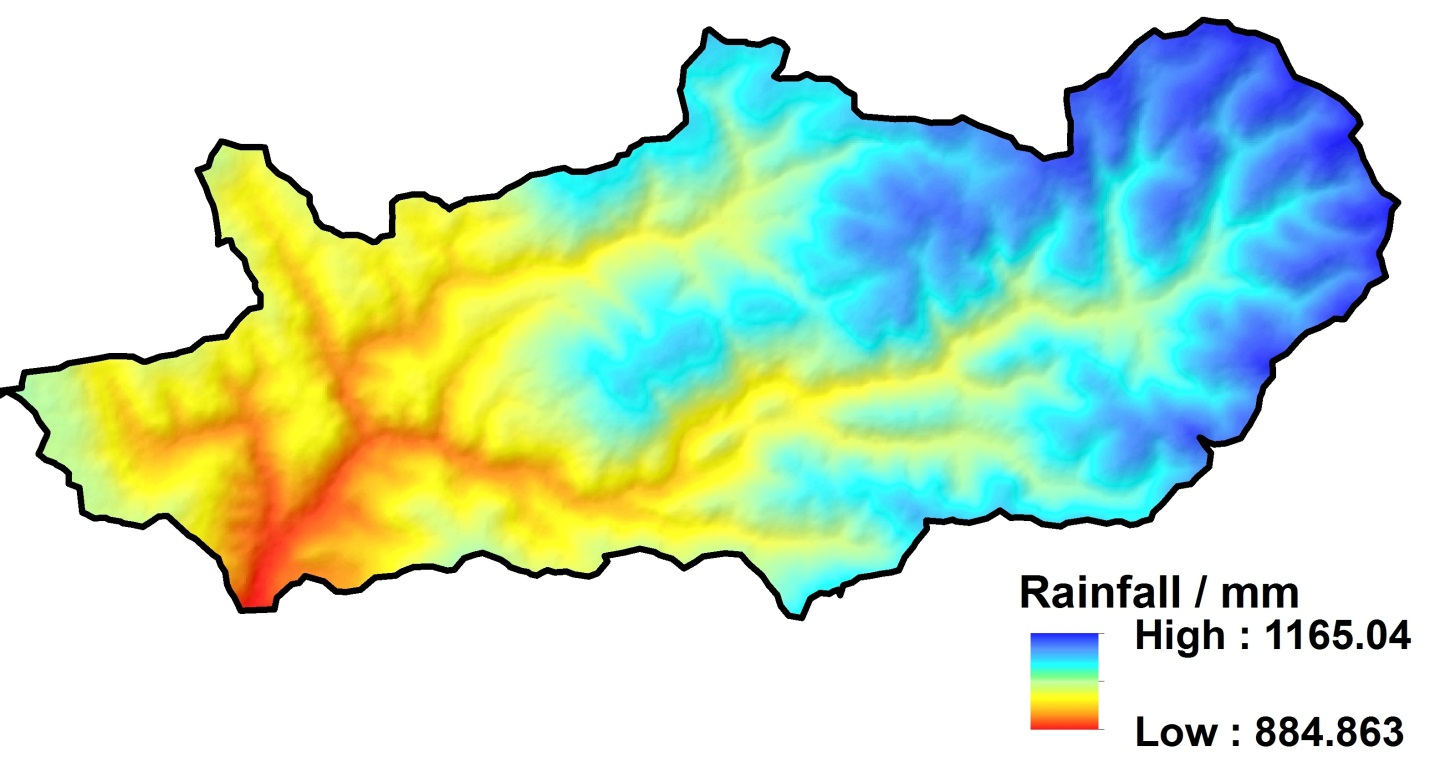 Rainfall / mm
High : 1165.04
Low : 884.863